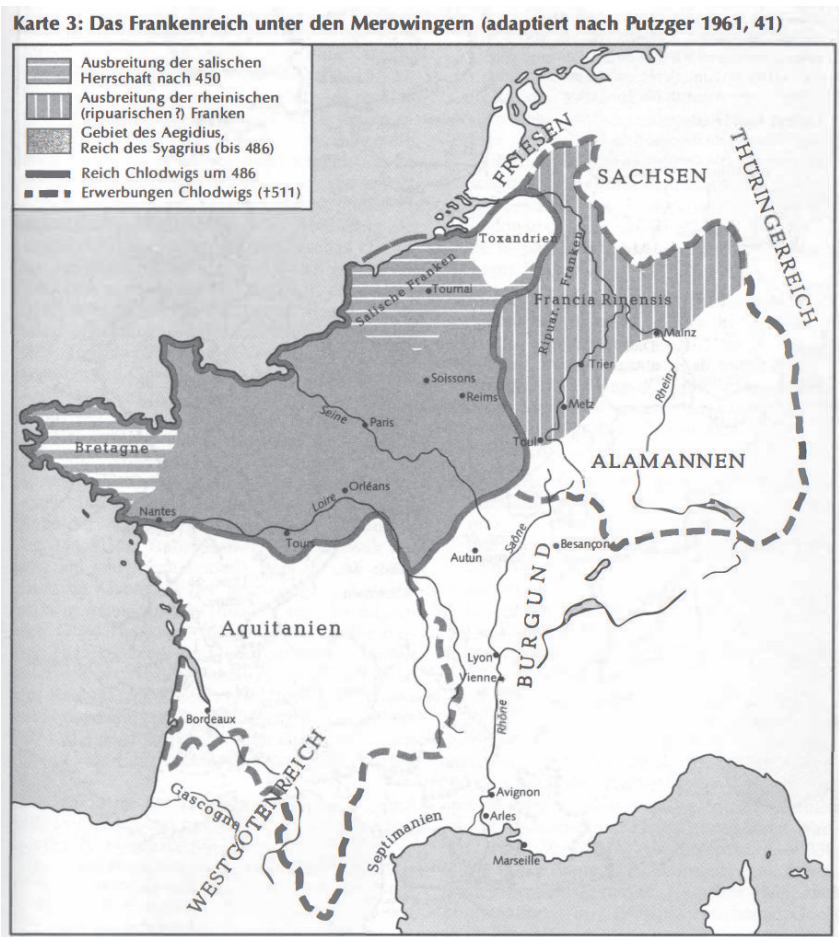 Karte 3: Das Frankenreich unter den Merowingern (adaptiert nach Putzger 1961, 41)
Ausbreitung der salischen
Herrschaft nach 450
Ausbreitung der rheinischen
(ripuarischen?) Franken
Gebiet des Aegidius,
Reich des Syagrius (bis 486)
Reich Chlodwigs um 486
Erwerbungen Chlodwigs (†511)
FRIESEN
SACHSEN
THÜRINGERREICH
Toxandrien
Salische Franken
Tournai
Ripuar. Franken
Francia Rinensis
Mainz
Trier
Soissons
Reims
Rhein
Metz
Seine
Paris
Toul
Bretagne
ALAMANNEN
Orléans
Loire
Nantes
Tours
Saône
Autun
Besançon
BURGUND
Aquitanien
Lyon
Vienne
Rhône
Bordeaux
Gascogne
WESTGOTENREICH
Avignon
Septimanien
Arles
Marseille